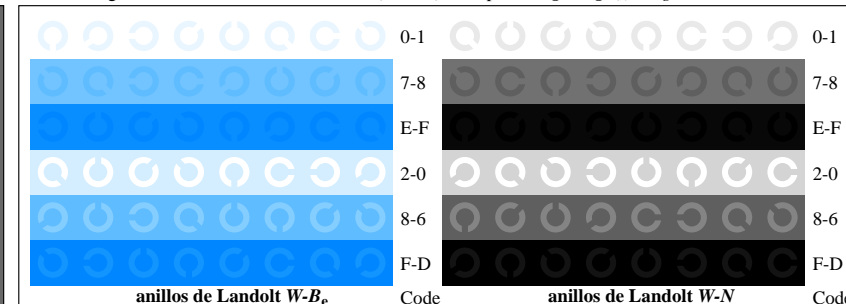 0-1 0-1
7-8 7-8
E-F E-F
2-0 2-0
8-6 8-6
F-D F-D
anillos de Landolt W-Be Code anillos de Landolt W-N Code